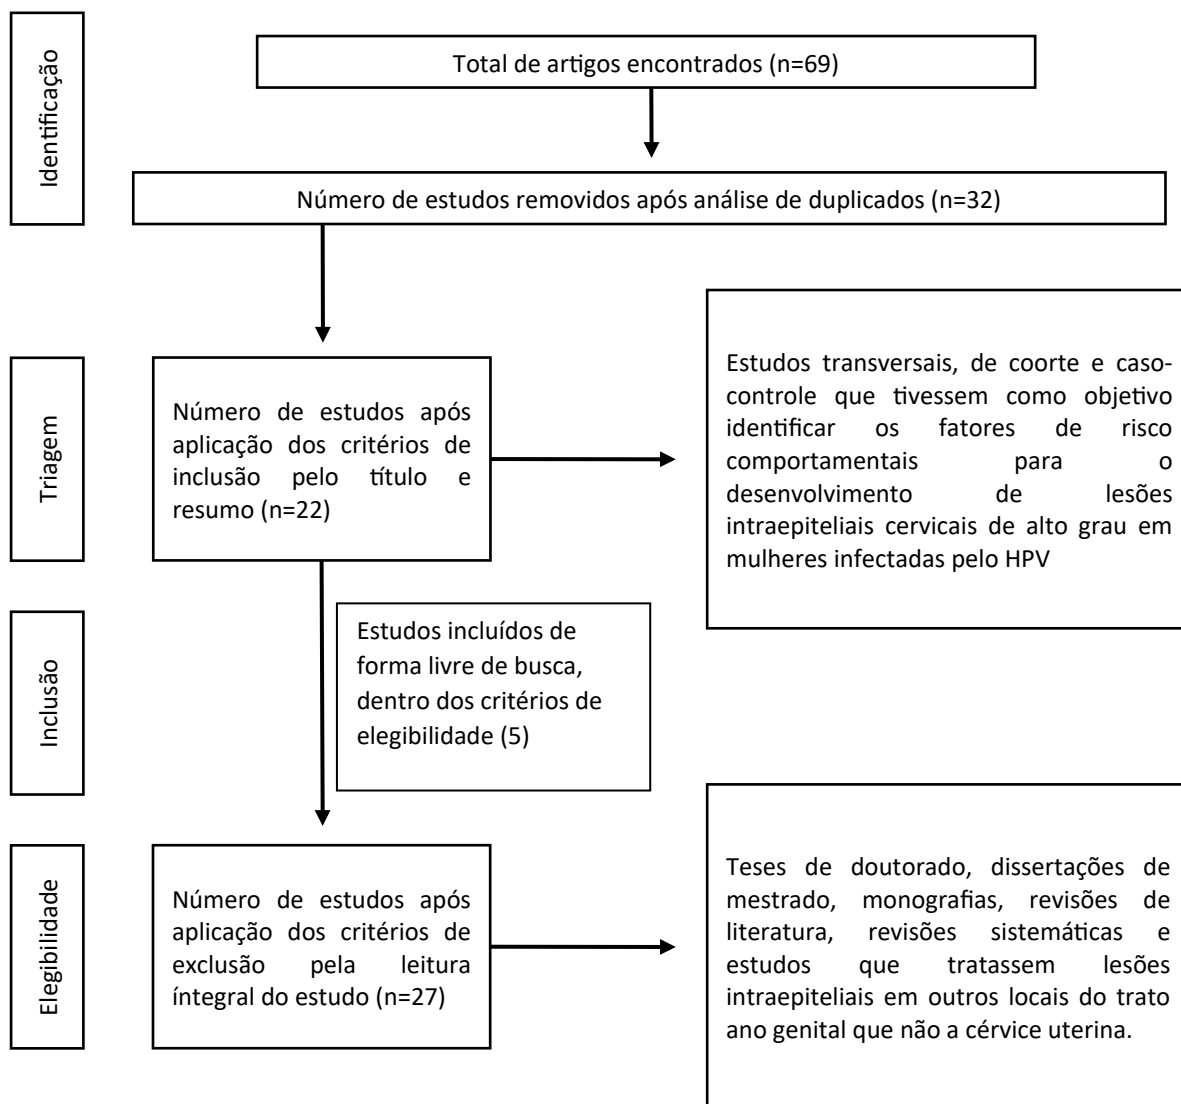 Identificação
Total de artigos encontrados (n=69)
Número de estudos removidos após análise de duplicados (n=32)
Triagem
Número de estudos após
aplicação dos critérios de
inclusão pelo título e
resumo (n=22)
Estudos transversais, de coorte e caso-
controle que tivessem como objetivo
identificar os fatores de risco
comportamentais para o
desenvolvimento de lesões
intraepiteliais cervicais de alto grau em
mulheres infectadas pelo HPV
Inclusão
Estudos incluídos de
forma livre de busca,
dentro dos critérios de
elegibilidade (5)
Elegibilidade
Número de estudos após
aplicação dos critérios de
exclusão pela leitura
íntegral do estudo (n=27)
Teses de doutorado, dissertações de
mestrado, monografias, revisões de
literatura, revisões sistemáticas e
estudos que tratassem lesões
intraepiteliais em outros locais do trato
ano genital que não a cérvice uterina.